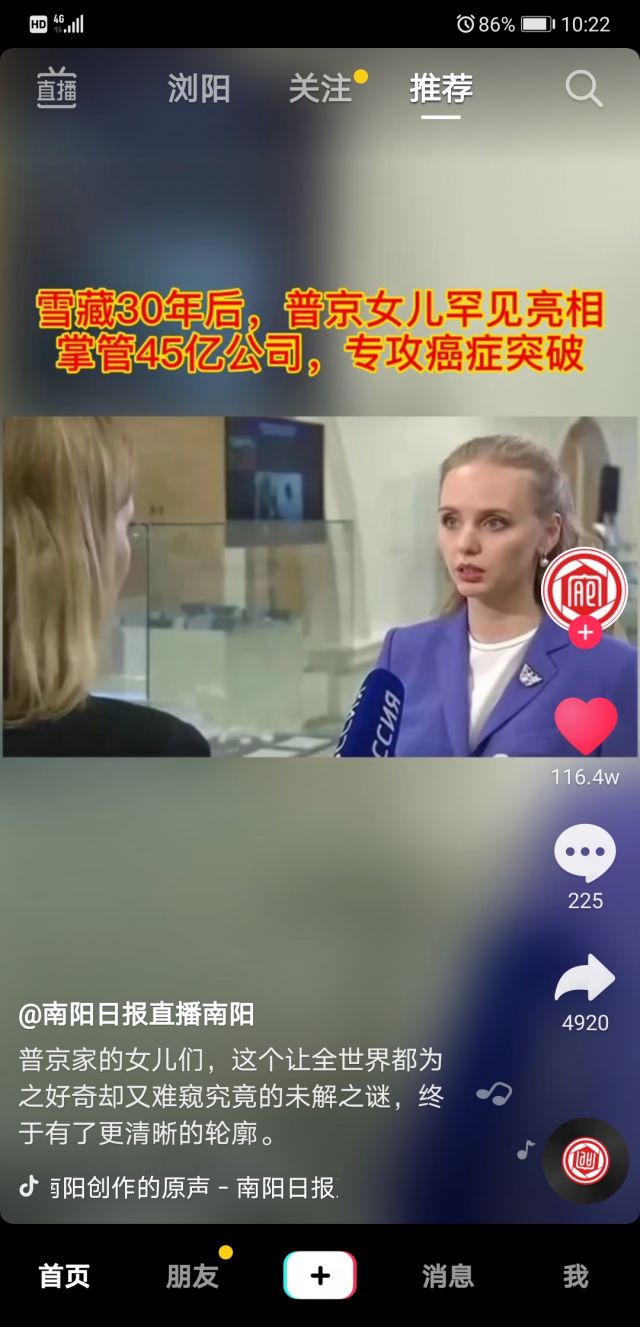 HD 4G 86% 10:22
直播 浏阳 关注 推荐
雪藏30年后，普京女儿罕见亮相
掌管45亿公司，专攻癌症突破
ССИЯ
116.4w
225
4920
@南阳日报直播南阳
普京家的女儿们，这个让全世界都为
之好奇却又难窥究竟的未解之谜，终
于有了更清晰的轮廓。
阳创作的原声 - 南阳日报
首页 朋友 消息 我